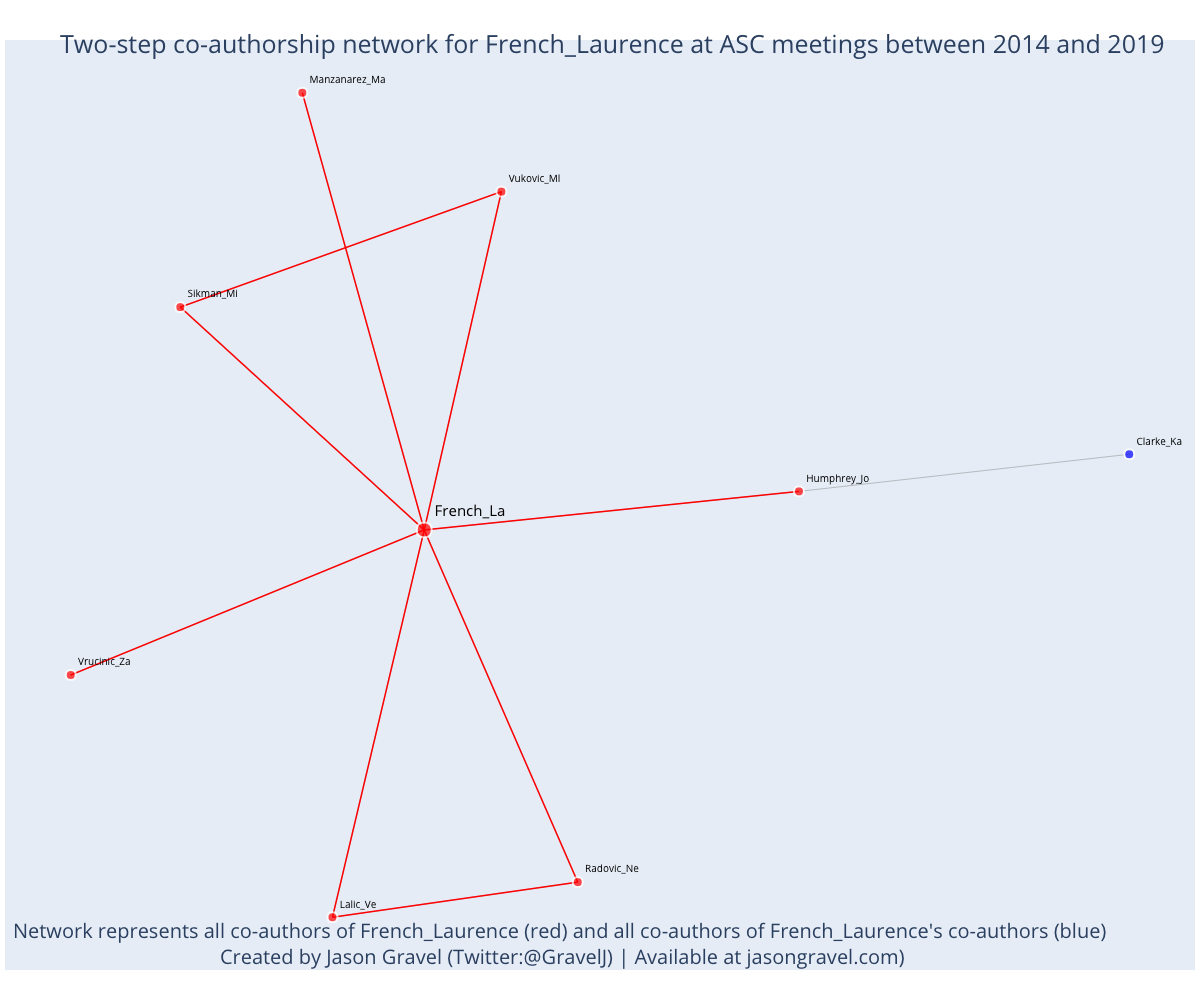 Two-step co-authorship network for French_Laurence at ASC meetings between 2014 and 2019
Manzanarez_Ma
Vukovic_Ml
Sikman_Mi
Clarke_Ka
Humphrey_Jo
French_La
Vrucinic_Za
Radovic_Ne
Lalic_Ve
Network represents all co-authors of French_Laurence (red) and all co-authors of French_Laurence's co-authors (blue)
Created by Jason Gravel (Twitter:@GravelJ) | Available at jasongravel.com)